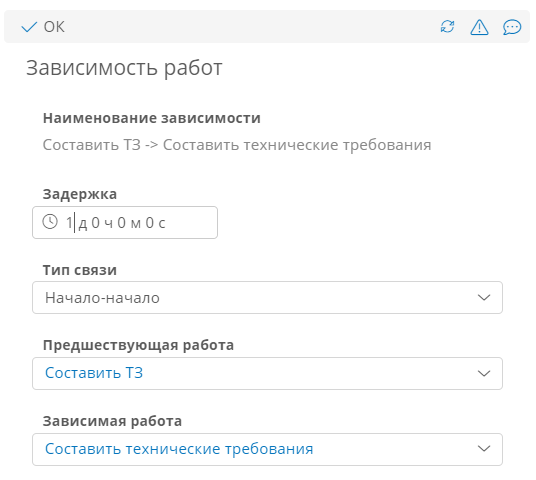 ОК
Зависимость работ
Наименование зависимости
Составить ТЗ -> Составить технические требования
Задержка
1 д 0 ч 0 м 0 с
Тип связи
Начало-начало
Предшествующая работа
Составить ТЗ
Зависимая работа
Составить технические требования